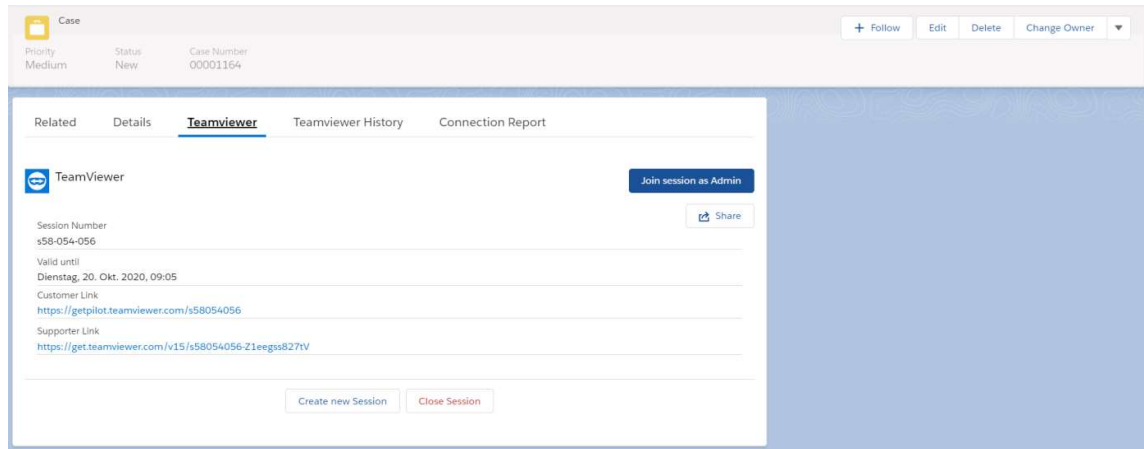 Case
+ Follow Edit Delete Change Owner
Priority Status Case Number
Medium New 00001164
Related Details Teamviewer Teamviewer History Connection Report
TeamViewer
Join session as Admin
Share
Session Number
s58-054-056
Valid until
Dienstag, 20. Okt. 2020, 09:05
Customer Link
https://getpilot.teamviewer.com/s58054056
Supporter Link
https://get.teamviewer.com/v15/s58054056-Z1eegss827tV
Create new Session Close Session